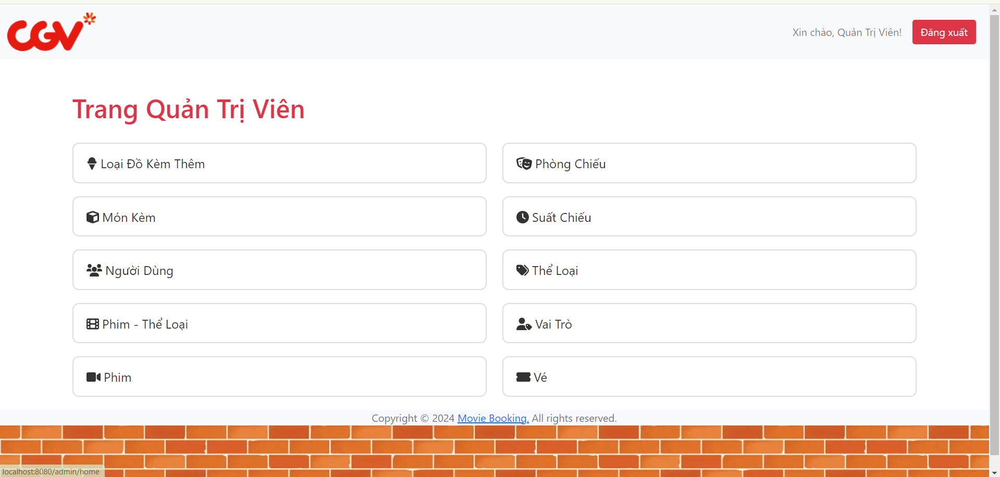 CGV
Xin chào, Quản Trị Viên!
Đăng xuất
Trang Quản Trị Viên
Loại Đồ Kèm Thêm
Phòng Chiếu
Món Kèm
Suất Chiếu
Người Dùng
Thể Loại
Phim - Thể Loại
Vai Trò
Phim
Vé
Copyright © 2024 Movie Booking. All rights reserved.
localhost:8080/admin/home